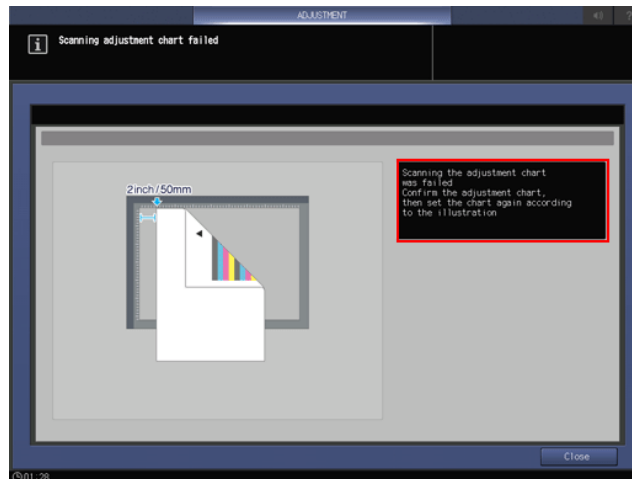 ADJUSTMENT
i
Scanning adjustment chart failed
2inch/50mm
Scanning the adjustment chart
was failed
Confirm the adjustment chart,
then set the chart again according
to the illustration
Close
01:28